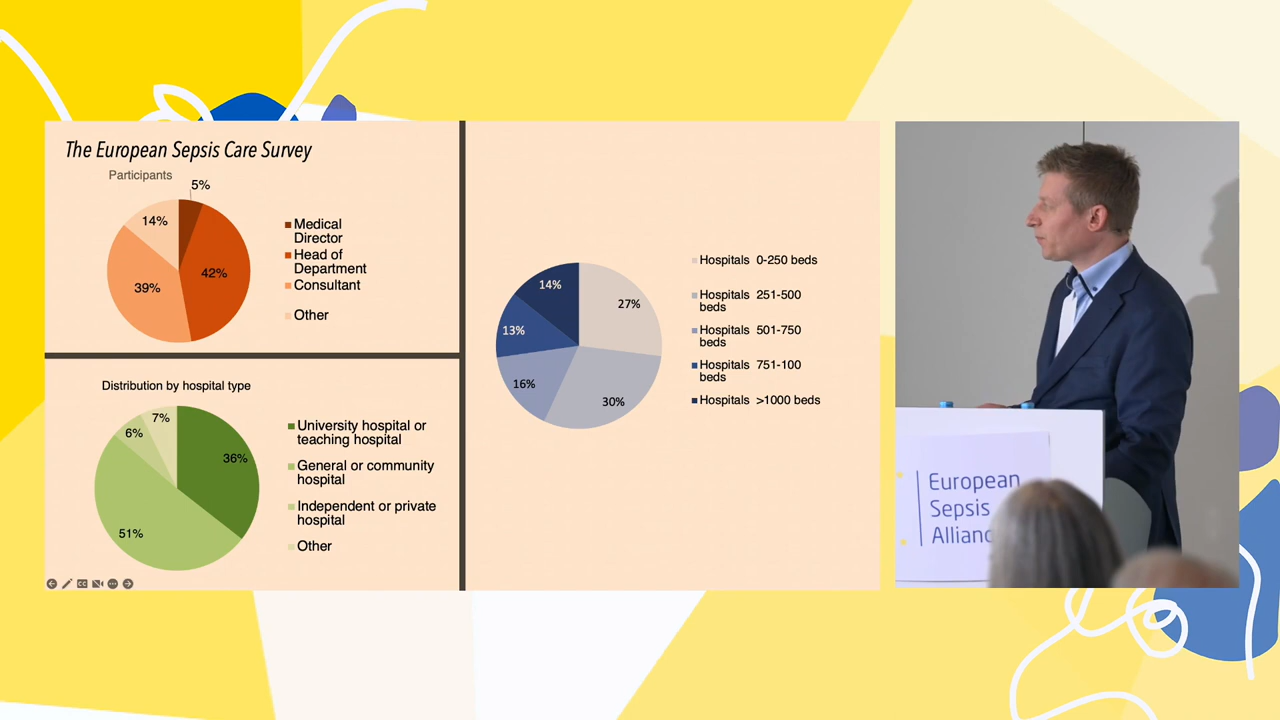 The European Sepsis Care Survey
Participants
5%
14%
39%
42%
Medical
Director
Head of
Department
Consultant
Other
Distribution by hospital type
7%
6%
36%
51%
University hospital or
teaching hospital
General or community
hospital
Independent or private
hospital
Other
14%
27%
13%
16%
30%
Hospitals 0-250 beds
Hospitals 251-500
beds
Hospitals 501-750
beds
Hospitals 751-100
beds
Hospitals >1000 beds
European
Sepsis
Allianc